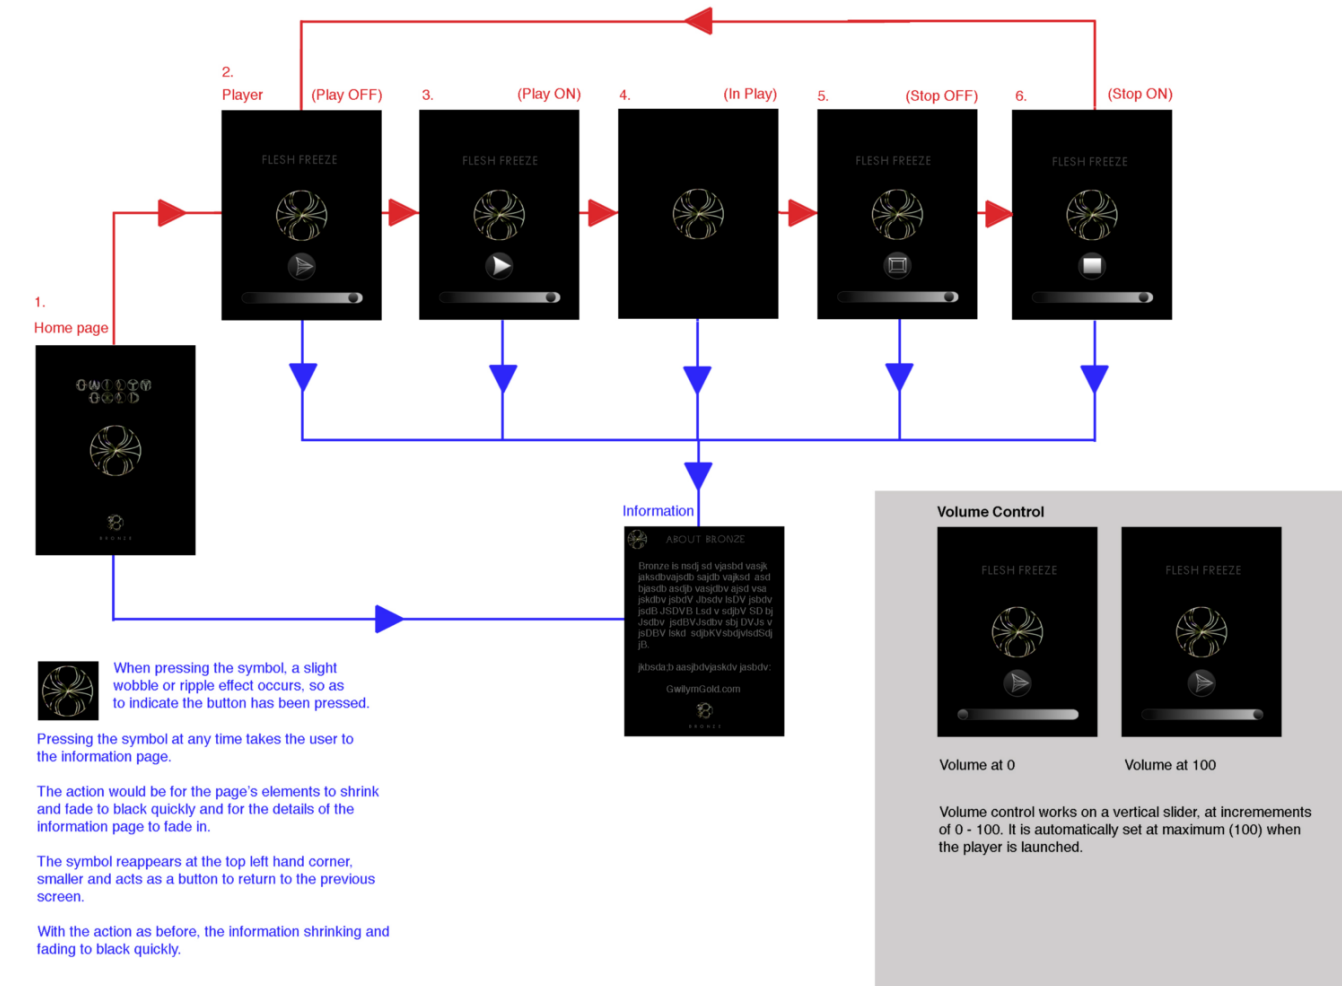 2.
Player
(Play OFF)
3.
(Play ON)
4.
(In Play)
5.
(Stop OFF)
6.
(Stop ON)
FLESH FREEZE
FLESH FREEZE
FLESH FREEZE
FLESH FREEZE
1.
Home page
GWILYM
GOLD
BRONZE
Information
ABOUT BRONZE
Bronze is nsdj sd vjasbd vasjk
jaksdbvajsdb sajdb vajksd asd
bjasdb asdjb vasjdbv ajsd vsa
jskdbv jsbdV Jbsdv IsDV jsbdv
jsdB JSDVB Lsd v sdjbV SD bj
Jsdbv jsdBVJsdbv sbj DVJs v
jsDBV lskd sdjbKVsbdjvlsdSdj
jB.
jkbsda;b aasjbdvjaskdv jasbdv:
GwilymGold.com
BRONZE
When pressing the symbol, a slight
wobble or ripple effect occurs, so as
to indicate the button has been pressed.
Pressing the symbol at any time takes the user to
the information page.
The action would be for the page's elements to shrink
and fade to black quickly and for the details of the
information page to fade in.
The symbol reappears at the top left hand corner,
smaller and acts as a button to return to the previous
screen.
With the action as before, the information shrinking and
fading to black quickly.
Volume Control
FLESH FREEZE
FLESH FREEZE
Volume at 0
Volume at 100
Volume control works on a vertical slider, at incremements
of 0 - 100. It is automatically set at maximum (100) when
the player is launched.